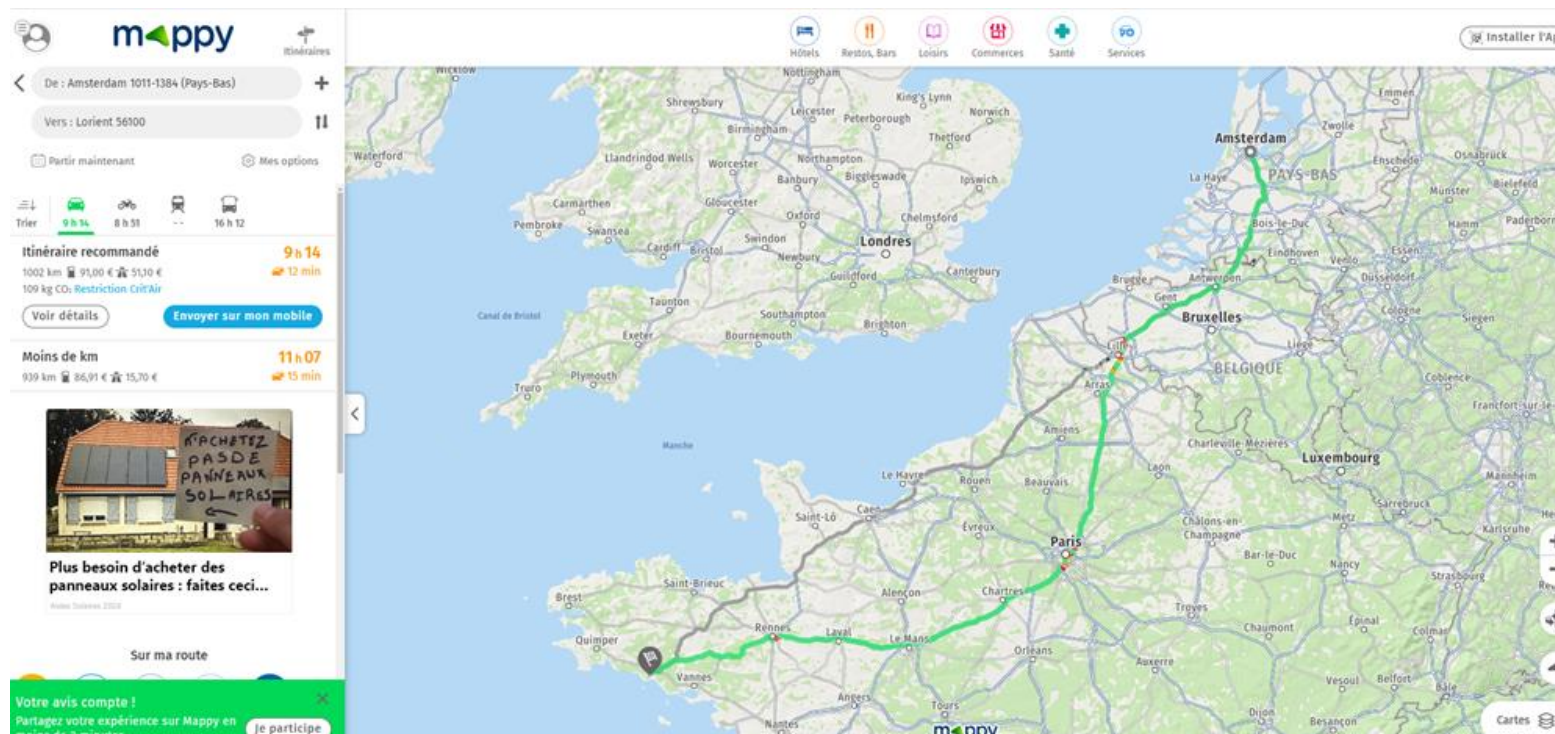 mappy
Itinéraires
De : Amsterdam 1011-1384 (Pays-Bas)
Vers : Lorient 56100
Partir maintenant
Mes options
Trier
9 h 14
8 h 51
--
16 h 12
Itinéraire recommandé
9 h 14
1002 km 91,00 € 51,10 €
12 min
109 kg CO₂ Restriction Crit'Air
Voir détails
Envoyer sur mon mobile
Moins de km
11 h 07
939 km 86,91 € 15,70 €
15 min
N'ACHETEZ
PAS DE
PANNEAUX
SOLAIRES
Plus besoin d'acheter des
panneaux solaires : faites ceci...
Sur ma route
Votre avis compte !
Partagez votre expérience sur Mappy en
moins de 2 minutes
Je participe
Hôtels
Restos, Bars
Loisirs
Commerces
Santé
Services
Installer l'Ap
Wicklow
Nottingham
Shrewsbury
Leicester
King's Lynn
Peterborough
Norwich
Birmingham
Thetford
Waterford
Llandrindod Wells
Worcester
Northampton
Banbury
Biggleswade
Ipswich
Carmarthen
Gloucester
Pembroke
Swansea
Oxford
Chelmsford
Cardiff
Bristol
Swindon
Newbury
Londres
Guildford
Canterbury
Taunton
Canal de Bristol
Southampton
Exeter
Bournemouth
Brighton
Truro
Plymouth
Manche
Emmen
Amsterdam
Zwolle
La Haye
PAYS-BAS
Enschede
Osnabrück
Münster
Bielefeld
Bois-le-Duc
Hamm
Paderborn
Eindhoven
Venlo
Essen
Düsseldorf
Brugge
Antwerpen
Gent
Bruxelles
Cologne
Siegen
Lille
Liège
BELGIQUE
Arras
Coblence
Francfort-sur-le-
Amiens
Charleville-Mézières
Luxembourg
Le Havre
Rouen
Beauvais
Laon
Mannheim
Saint-Lô
Caen
Évreux
Paris
Châlons-en-
Champagne
Metz
Sarrebruck
Karlsruhe
Bar-le-Duc
Nancy
Strasbourg
Brest
Saint-Brieuc
Alençon
Chartres
Troyes
Quimper
Rennes
Laval
Le Mans
Orléans
Chaumont
Épinal
Colmar
Vannes
Auxerre
Angers
Tours
Vesoul
Belfort
Bâle
Nantes
mappy
Dijon
Besançon
Cartes